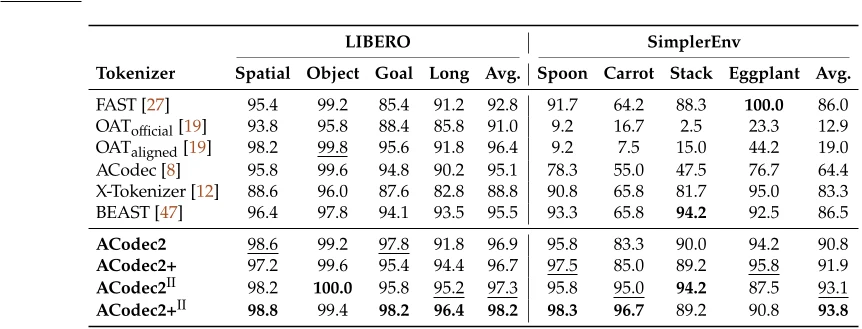 LIBERO SimplerEnv
Tokenizer Spatial Object Goal Long Avg. Spoon Carrot Stack Eggplant Avg.
FAST [27] 95.4 99.2 85.4 91.2 92.8 91.7 64.2 88.3 100.0 86.0
OATofficial [19] 93.8 95.8 88.4 85.8 91.0 9.2 16.7 2.5 23.3 12.9
OATaligned [19] 98.2 99.8 95.6 91.8 96.4 9.2 7.5 15.0 44.2 19.0
ACodec [8] 95.8 99.6 94.8 90.2 95.1 78.3 55.0 47.5 76.7 64.4
X-Tokenizer [12] 88.6 96.0 87.6 82.8 88.8 90.8 65.8 81.7 95.0 83.3
BEAST [47] 96.4 97.8 94.1 93.5 95.5 93.3 65.8 94.2 92.5 86.5
ACodec2 98.6 99.2 97.8 91.8 96.9 95.8 83.3 90.0 94.2 90.8
ACodec2+ 97.2 99.6 95.4 94.4 96.7 97.5 85.0 89.2 95.8 91.9
ACodec2II 98.2 100.0 95.8 95.2 97.3 95.8 95.0 94.2 87.5 93.1
ACodec2+II 98.8 99.4 98.2 96.4 98.2 98.3 96.7 89.2 90.8 93.8